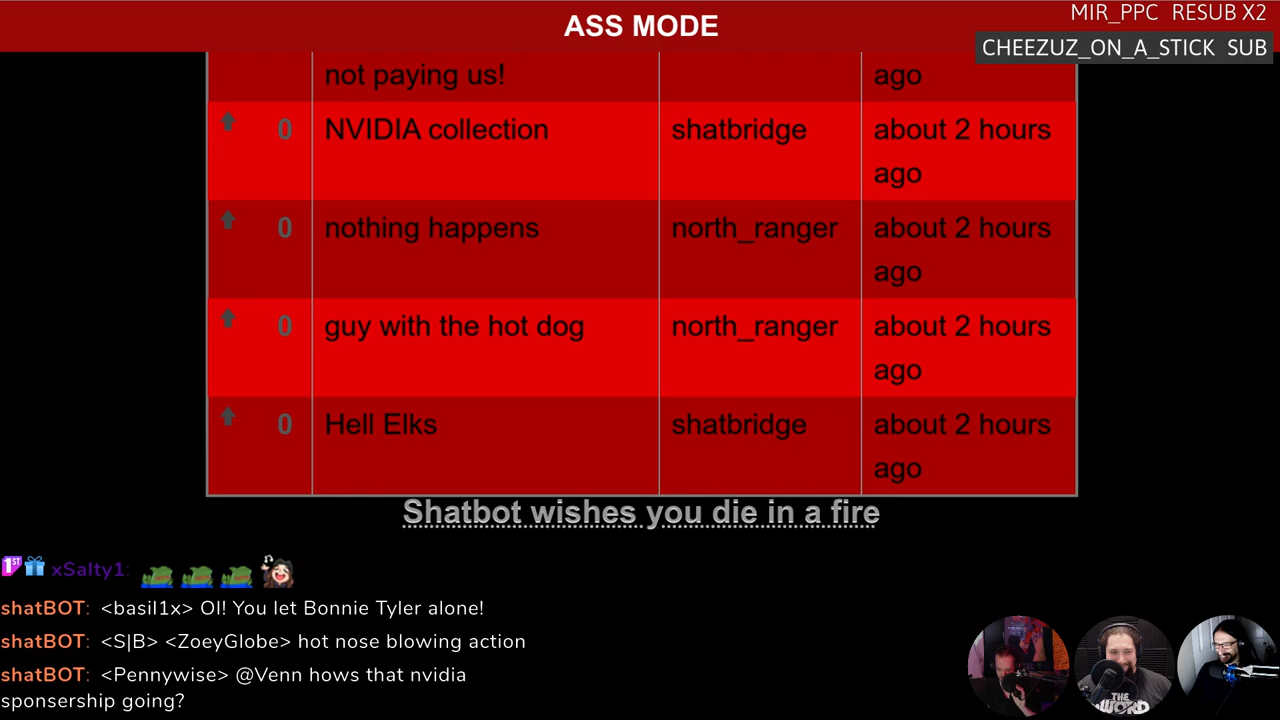 ASS MODE
MIR_PPC RESUB X2
CHEEZUZ_ON_A_STICK SUB
not paying us! ago
0 NVIDIA collection shatbridge about 2 hours
ago
0 nothing happens north_ranger about 2 hours
ago
0 guy with the hot dog north_ranger about 2 hours
ago
0 Hell Elks shatbridge about 2 hours
ago
Shatbot wishes you die in a fire
1ST xSalty1:
shatBOT: <basil1x> OI! You let Bonnie Tyler alone!
shatBOT: <S|B> <ZoeyGlobe> hot nose blowing action
shatBOT: <Pennywise> @Venn hows that nvidia
sponsership going?
THE